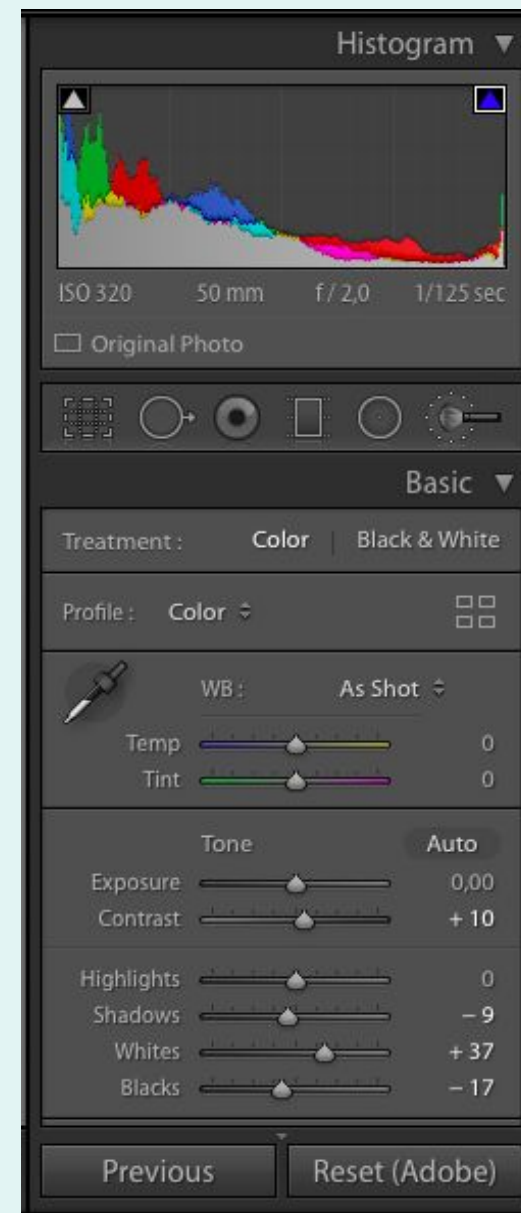 Histogram
ISO 320 50 mm f / 2,0 1/125 sec
Original Photo
Basic
Treatment : Color Black & White
Profile : Color
WB : As Shot
Temp 0
Tint 0
Tone Auto
Exposure 0,00
Contrast + 10
Highlights 0
Shadows – 9
Whites + 37
Blacks – 17
Previous Reset (Adobe)